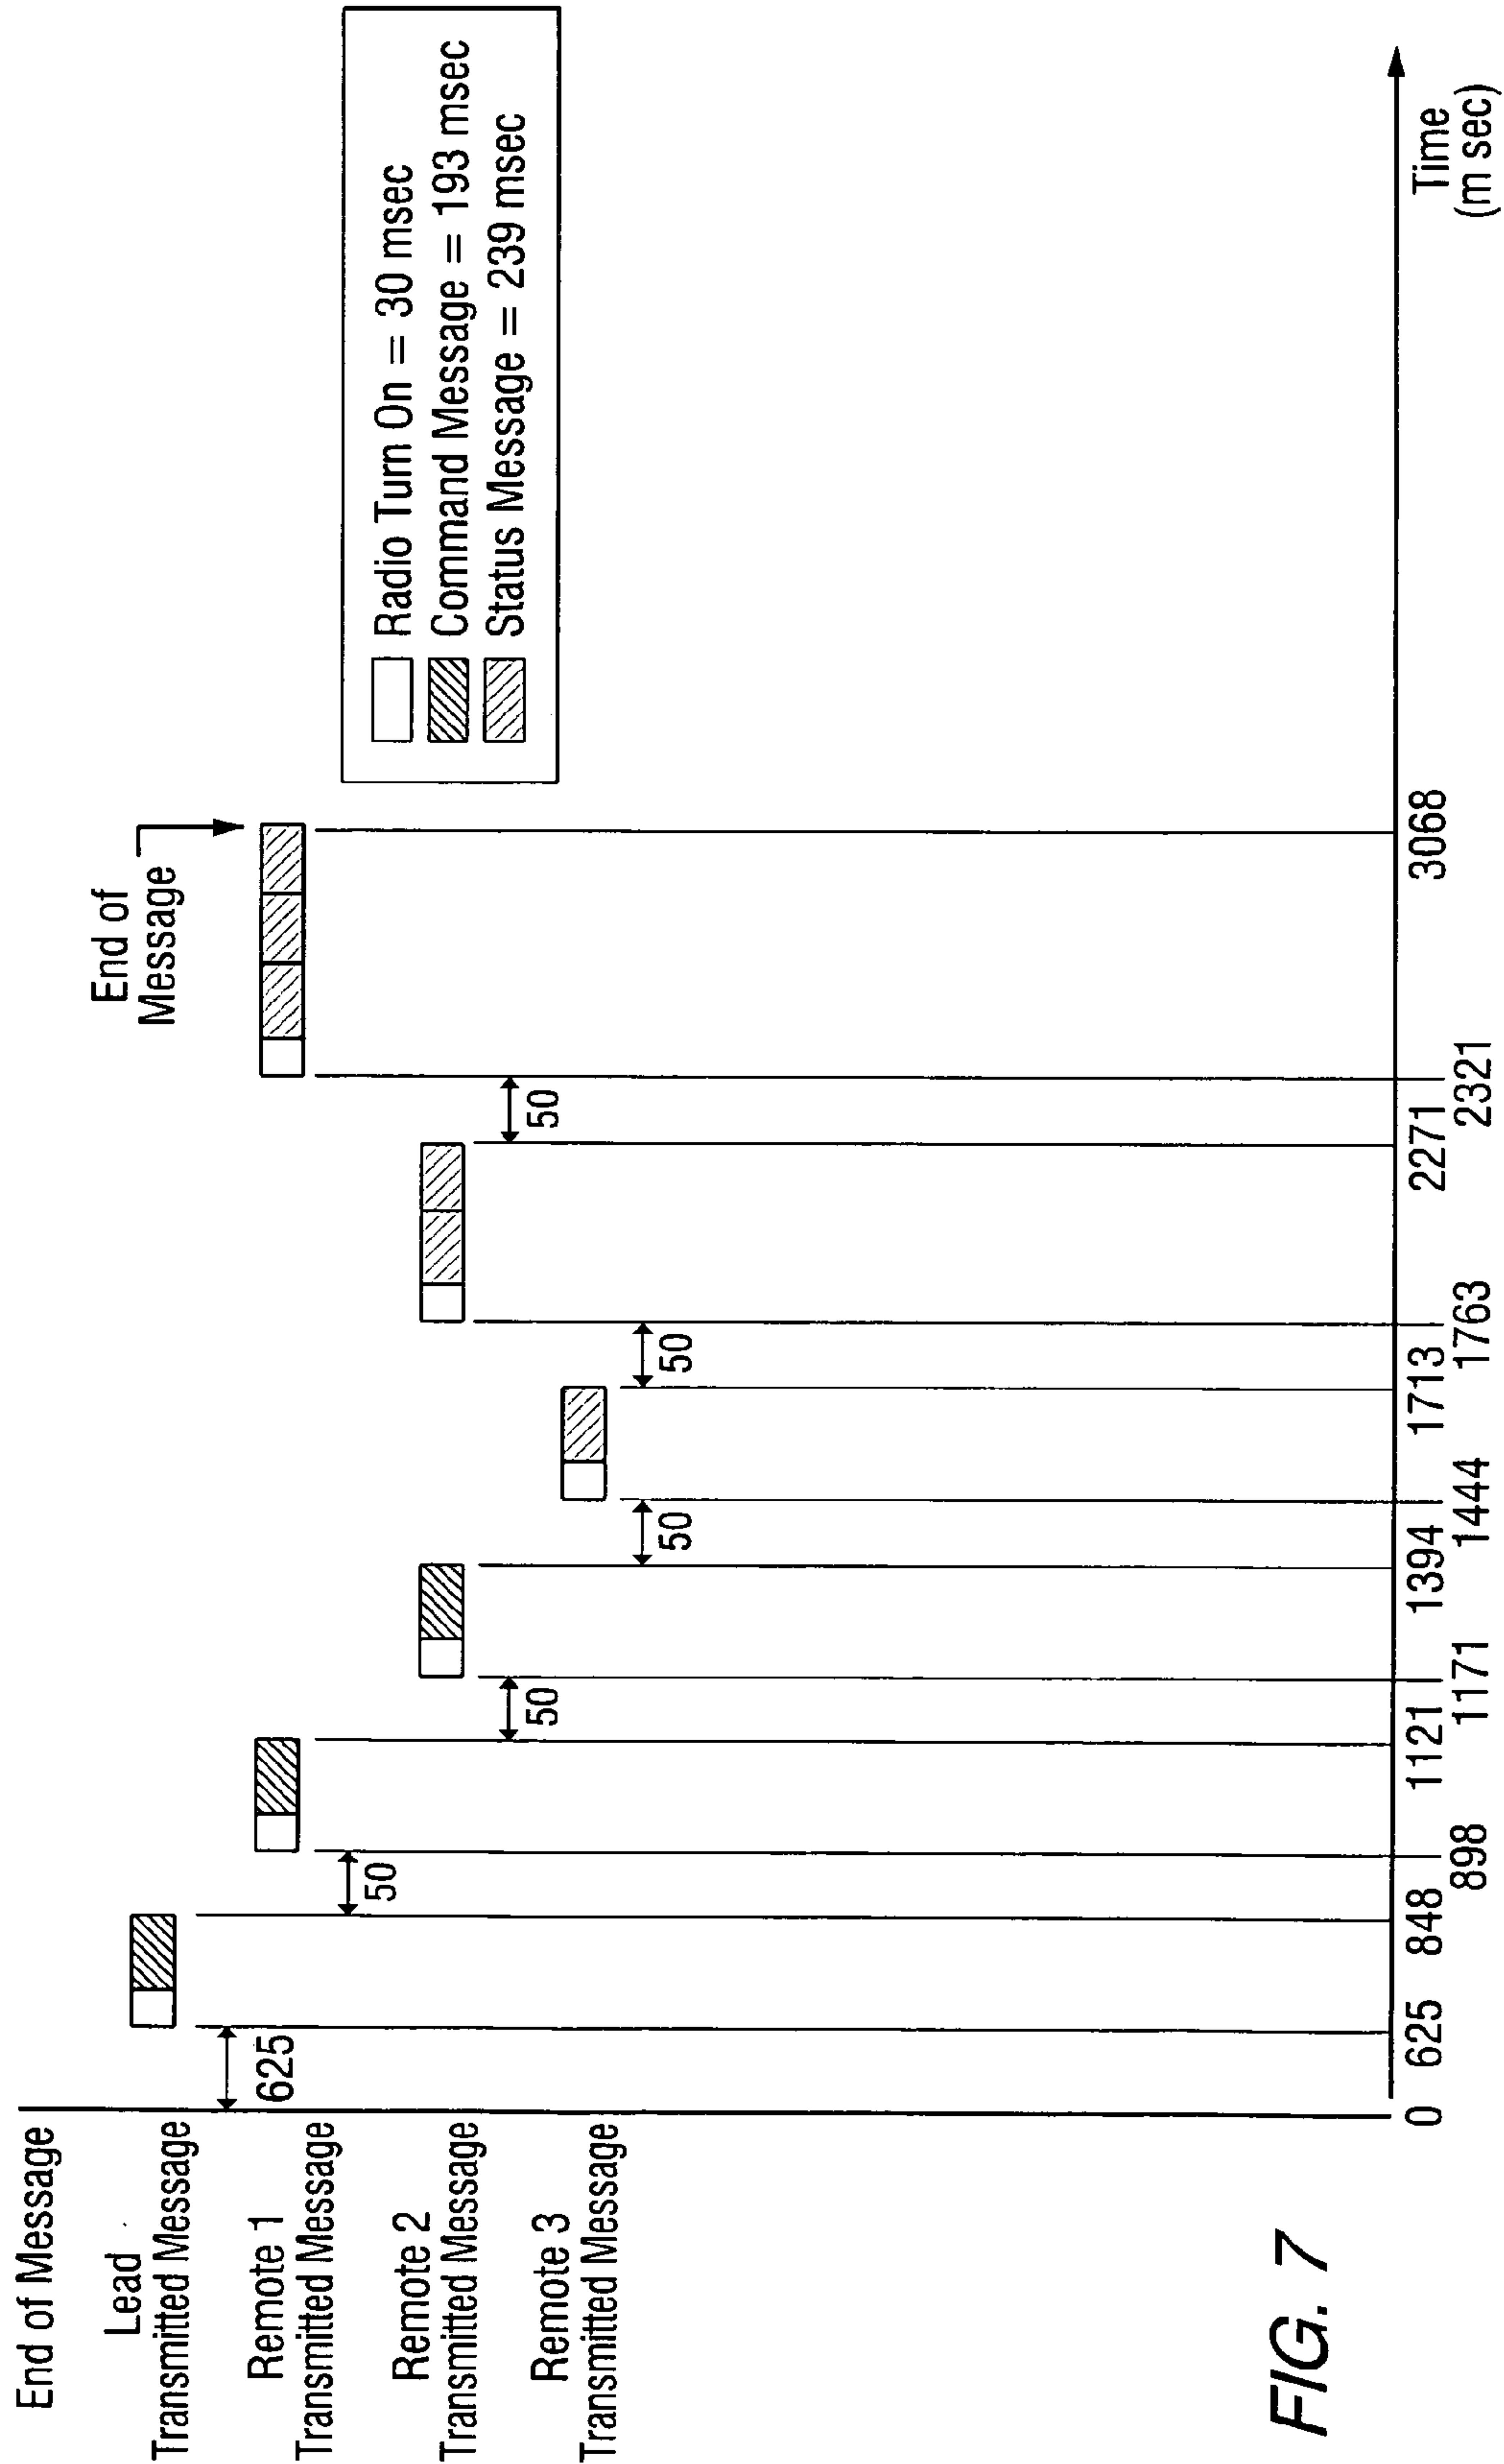 End of Message
Lead
Transmitted Message
Remote 1
Transmitted Message
Remote 2
Transmitted Message
Remote 3
Transmitted Message
625
50
50
50
50
50
End of
Message
Radio Turn On = 30 msec
Command Message = 193 msec
Status Message = 239 msec
0 625 848 1121 1394 1713 2271 3068
898 1171 1444 1763 2321
Time
(m sec)
FIG. 7